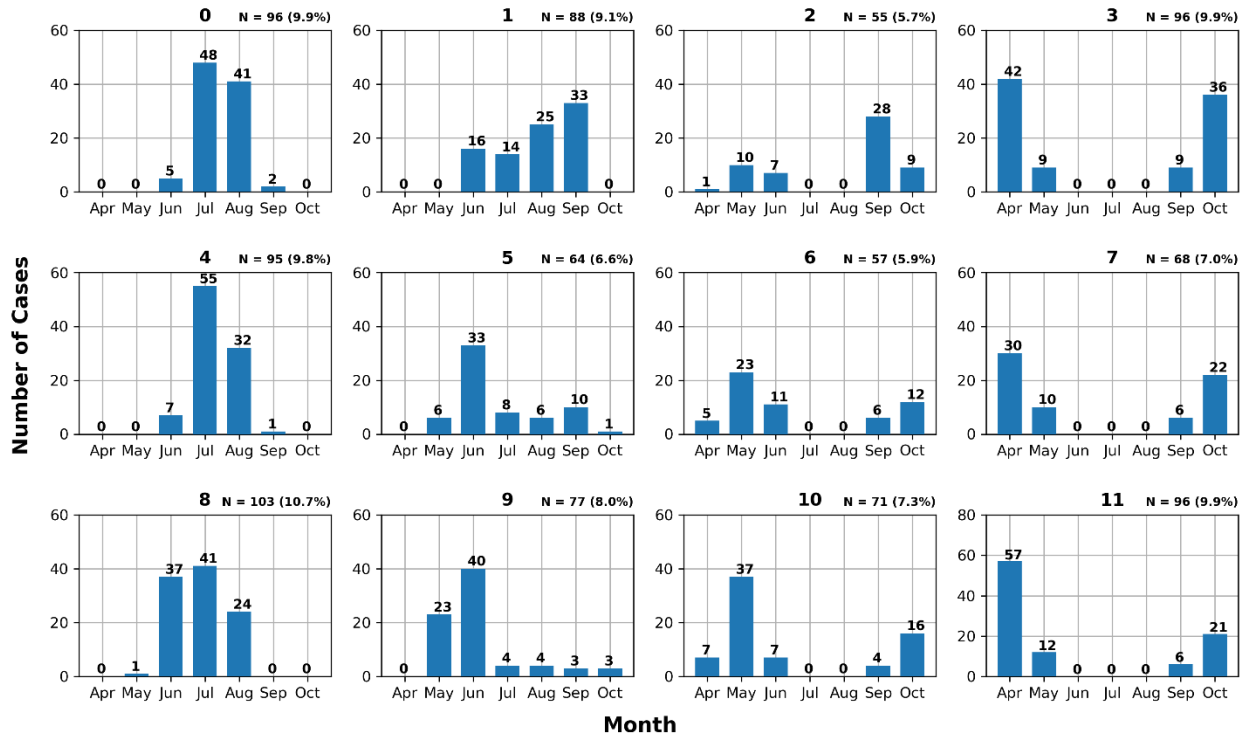 0 N = 96 (9.9%)
60
40
20
0
0 0 5 48 41 2 0
Apr May Jun Jul Aug Sep Oct
1 N = 88 (9.1%)
60
40
20
0
0 0 16 14 25 33 0
Apr May Jun Jul Aug Sep Oct
2 N = 55 (5.7%)
60
40
20
0
1 10 7 0 0 28 9
Apr May Jun Jul Aug Sep Oct
3 N = 96 (9.9%)
60
40
20
0
42 9 0 0 0 9 36
Apr May Jun Jul Aug Sep Oct
Number of Cases
4 N = 95 (9.8%)
60
40
20
0
0 0 7 55 32 1 0
Apr May Jun Jul Aug Sep Oct
5 N = 64 (6.6%)
60
40
20
0
0 6 33 8 6 10 1
Apr May Jun Jul Aug Sep Oct
6 N = 57 (5.9%)
60
40
20
0
5 23 11 0 0 6 12
Apr May Jun Jul Aug Sep Oct
7 N = 68 (7.0%)
60
40
20
0
30 10 0 0 0 6 22
Apr May Jun Jul Aug Sep Oct
8 N = 103 (10.7%)
60
40
20
0
0 1 37 41 24 0 0
Apr May Jun Jul Aug Sep Oct
9 N = 77 (8.0%)
60
40
20
0
0 23 40 4 4 3 3
Apr May Jun Jul Aug Sep Oct
10 N = 71 (7.3%)
60
40
20
0
7 37 7 0 0 4 16
Apr May Jun Jul Aug Sep Oct
11 N = 96 (9.9%)
80
60
40
20
0
57 12 0 0 0 6 21
Apr May Jun Jul Aug Sep Oct
Month